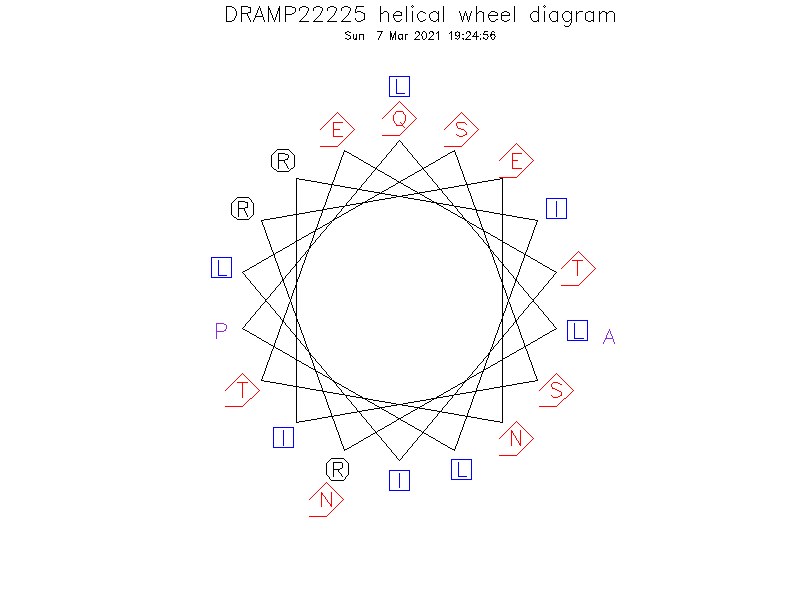 DRAMP22225 helical wheel diagram
Sun 7 Mar 2021 19:24:56
L
E Q S
R E
R I
L T
P L A
T S
I N
R I L
N